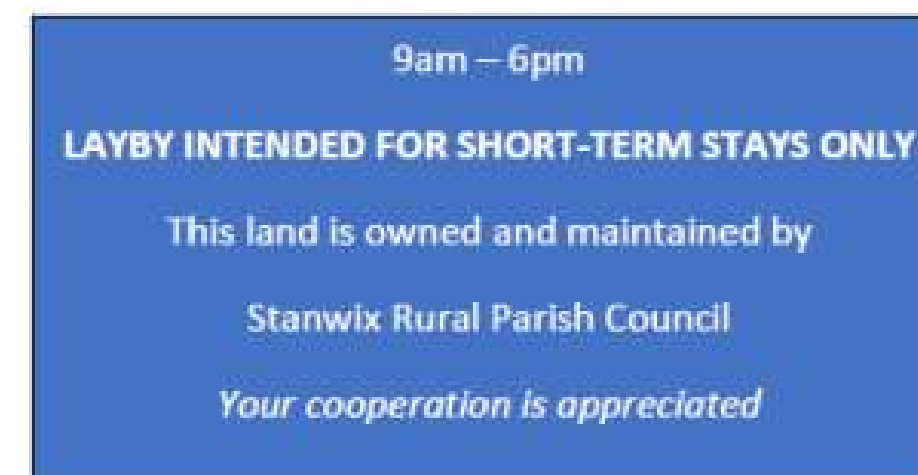 9am – 6pm
LAYBY INTENDED FOR SHORT-TERM STAYS ONLY
This land is owned and maintained by
Stanwix Rural Parish Council
Your cooperation is appreciated